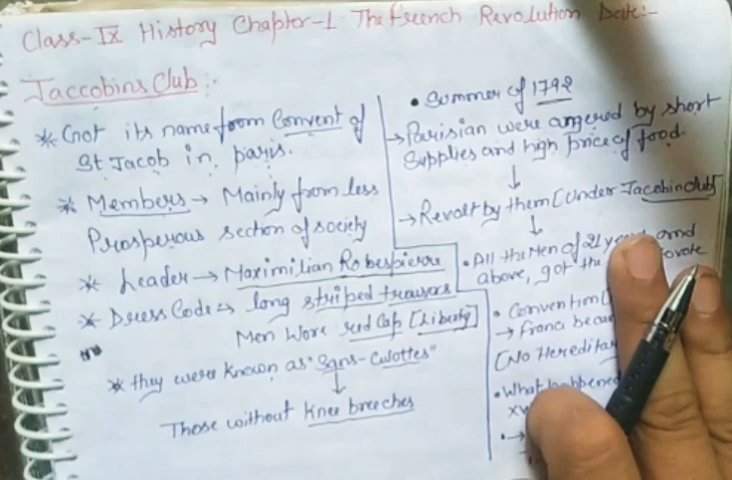 Class-IX History Chapter-1 The French Revolution Date:-
Jaccobins Club:-
* Got its name from Convent of
St Jacob in paris.
* Members → Mainly from less
Prosperous section of society
* Leader → Maximilian Robespierre
* Dress Code → long striped trousers
Men Wore red Cap [Liberty]
* they were known as "Sans-Culottes"
↓
Those without Knee breeches
• Summer of 1792
→ Parisian were angered by short
Supplies and high price of food.
↓
→ Revolt by them [Under Jacobin club]
↓
• All the Men of 21 years and
above, got the
• Convention [
→
[No Hereditary
• What happened
→